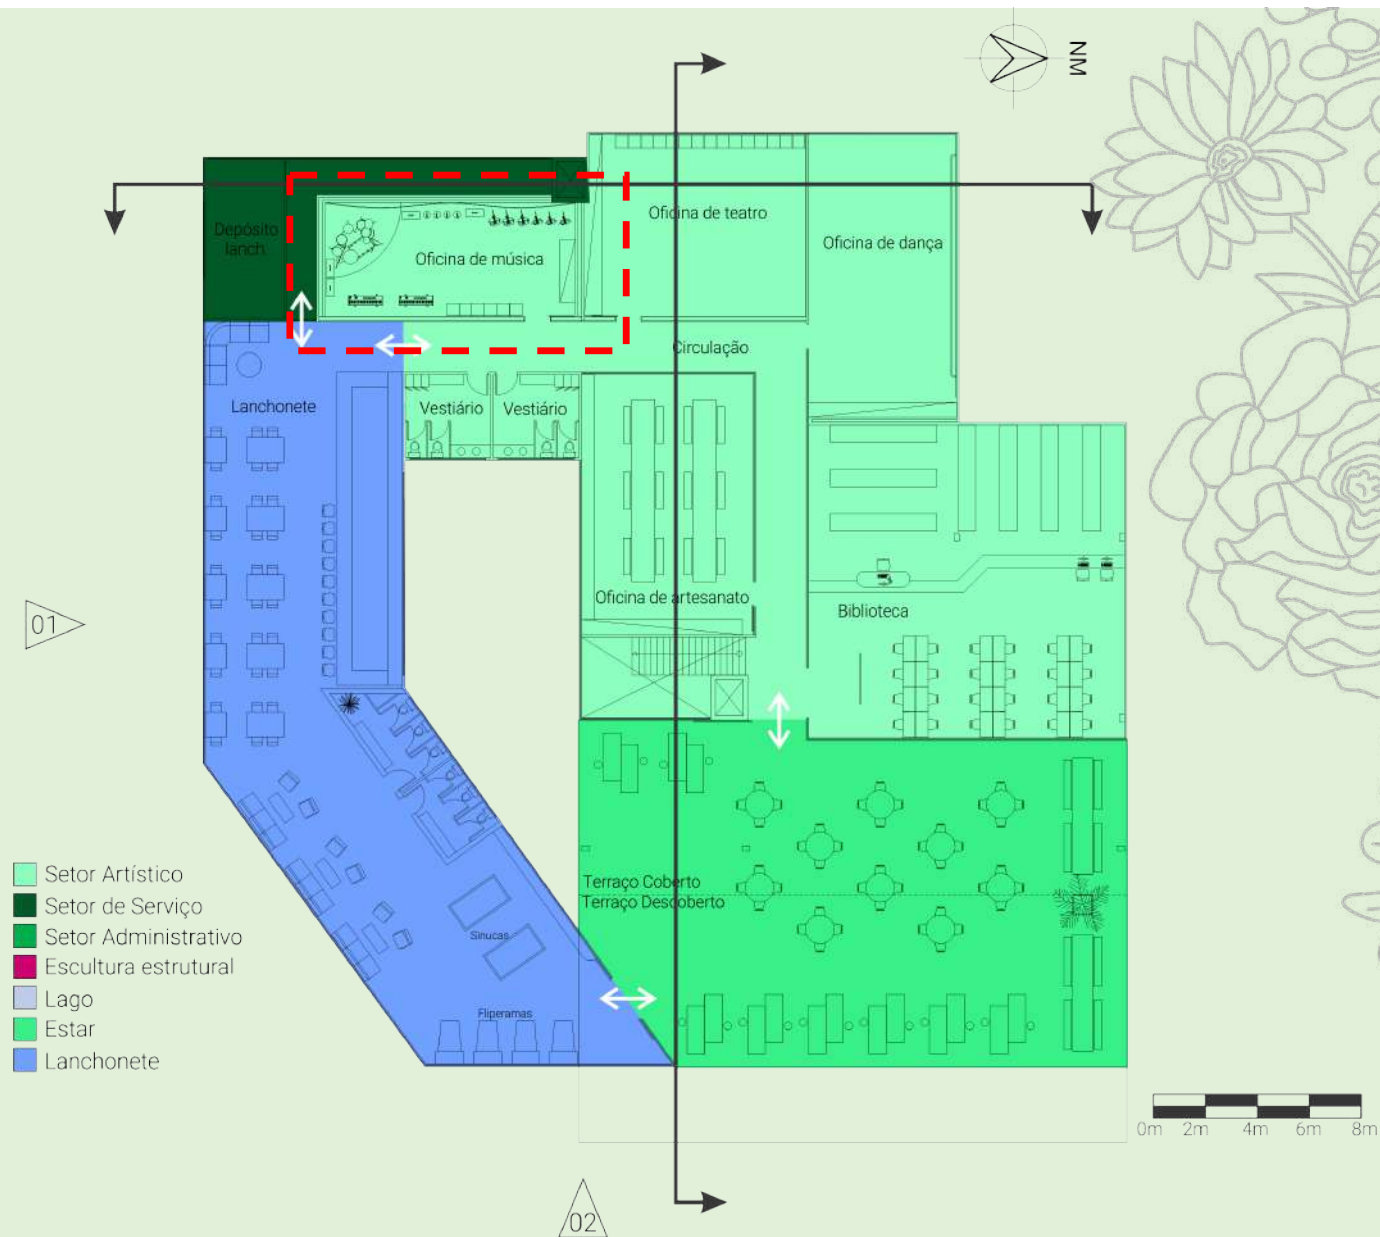 NM
Oficina de teatro
Depósito
lanch.
Oficina de dança
Oficina de música
Circulação
Lanchonete
Vestiário
Vestiário
Oficina de artesanato
Biblioteca
01
Setor Artístico
Setor de Serviço
Setor Administrativo
Escultura estrutural
Lago
Estar
Lanchonete
Terraço Coberto
Terraço Descoberto
Sinucas
Fliperamas
0m 2m 4m 6m 8m
02